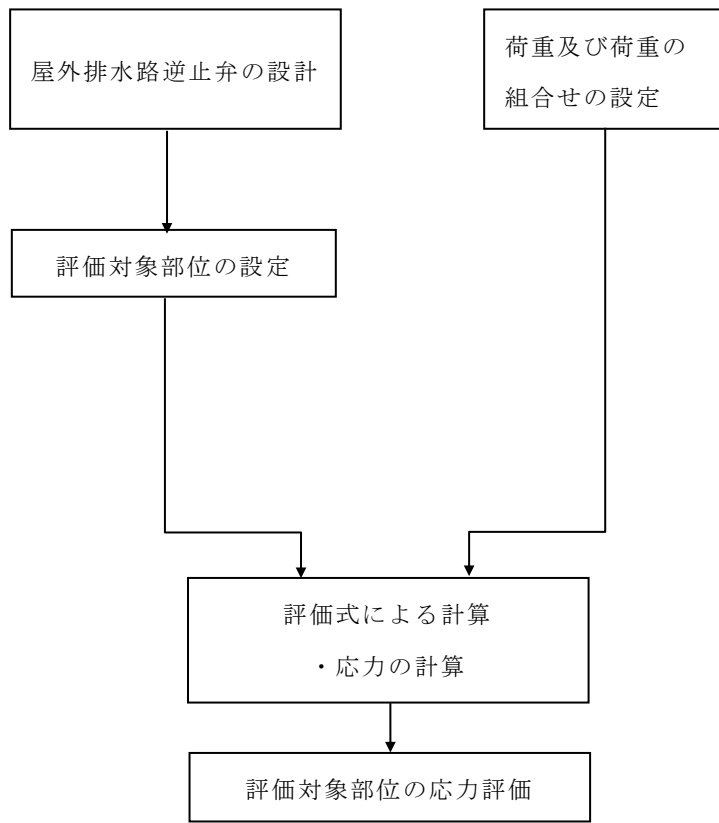 屋外排水路逆止弁の設計
荷重及び荷重の
組合せの設定
評価対象部位の設定
評価式による計算
・応力の計算
評価対象部位の応力評価